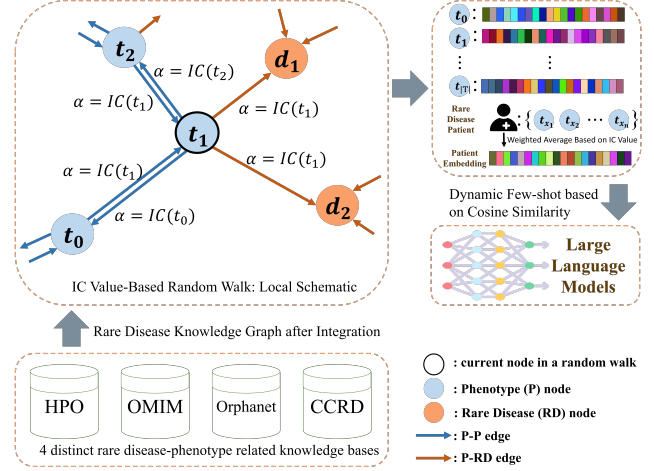 t₂
d₁
α = IC(t₂)
α = IC(t₁)
α = IC(t₁)
t₁
α = IC(t₁)
α = IC(t₁)
α = IC(t₀)
t₀
d₂
IC Value-Based Random Walk: Local Schematic
t₀ :
t₁ :
⋮ ⋮
t|T| :
Rare
Disease
Patient
: { tx₁ tx₂ ⋯ txₙ }
Weighted Average Based on IC Value
Patient
Embedding
Dynamic Few-shot based
on Cosine Similarity
Large
Language
Models
Rare Disease Knowledge Graph after Integration
HPO
OMIM
Orphanet
CCRD
4 distinct rare disease-phenotype related knowledge bases
: current node in a random walk
: Phenotype (P) node
: Rare Disease (RD) node
: P-P edge
: P-RD edge